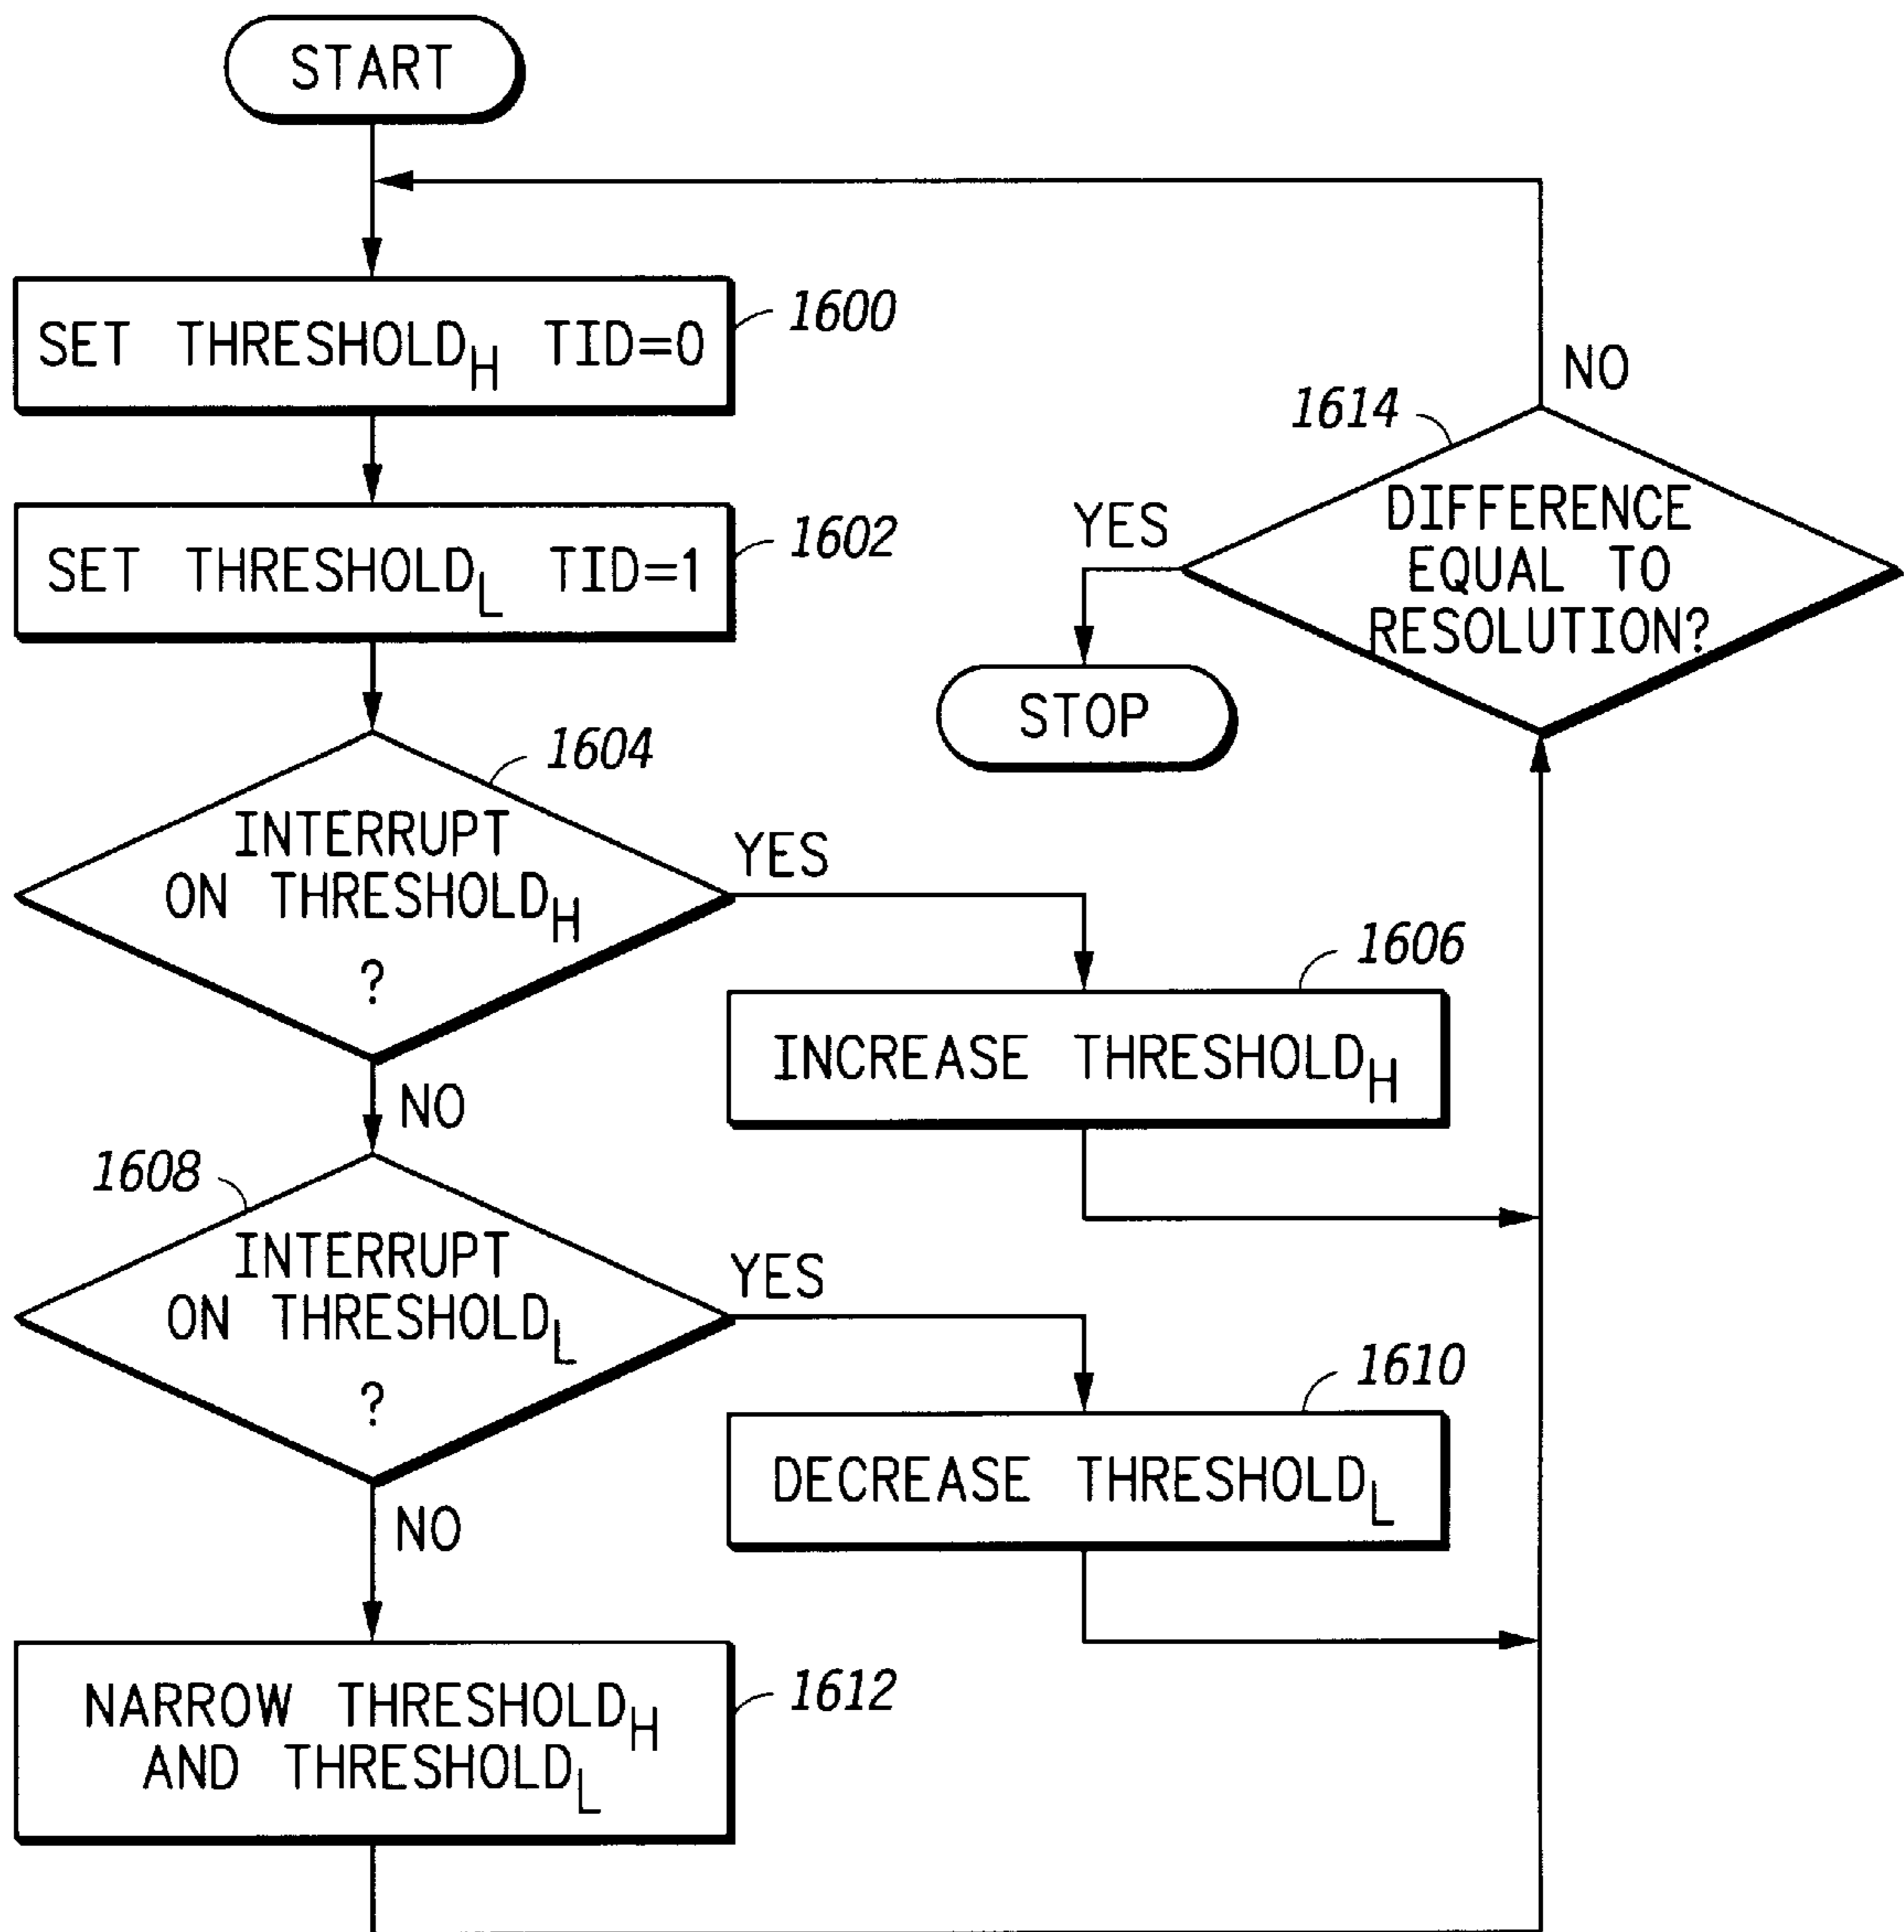 START
SET THRESHOLDH TID=0
1600
SET THRESHOLDL TID=1
1602
INTERRUPT
ON THRESHOLDH
?
1604
YES
NO
INCREASE THRESHOLDH
1606
INTERRUPT
ON THRESHOLDL
?
1608
YES
NO
DECREASE THRESHOLDL
1610
NARROW THRESHOLDH
AND THRESHOLDL
1612
DIFFERENCE
EQUAL TO
RESOLUTION?
1614
NO
YES
STOP